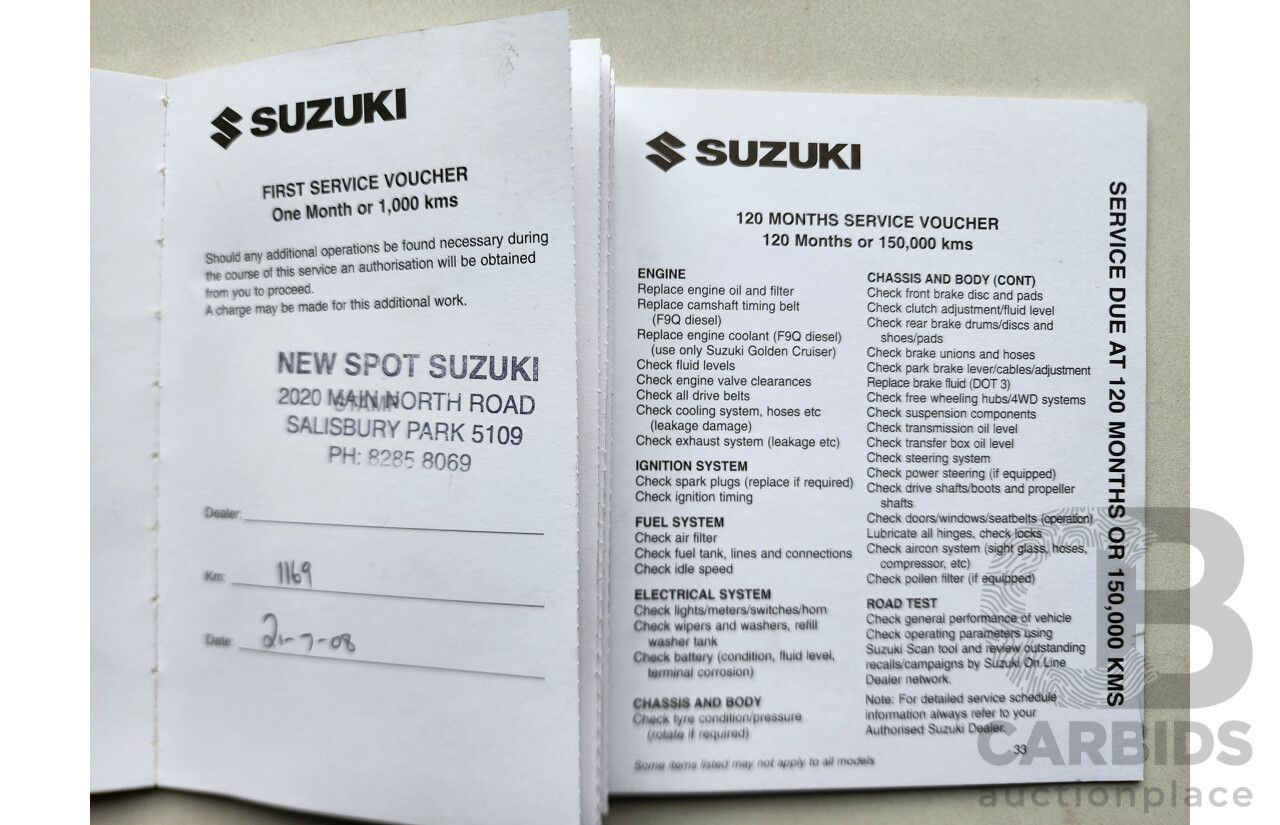 SUZUKI
FIRST SERVICE VOUCHER
One Month or 1,000 kms
Should any additional operations be found necessary during
the course of this service an authorisation will be obtained
from you to proceed.
A charge may be made for this additional work.
NEW SPOT SUZUKI
2020 MAIN NORTH ROAD
STAMP
SALISBURY PARK 5109
PH: 8285 8069
Dealer:
Km: 1169
Date: 21-7-08
SUZUKI
120 MONTHS SERVICE VOUCHER
120 Months or 150,000 kms
ENGINE
Replace engine oil and filter
Replace camshaft timing belt
(F9Q diesel)
Replace engine coolant (F9Q diesel)
(use only Suzuki Golden Cruiser)
Check fluid levels
Check engine valve clearances
Check all drive belts
Check cooling system, hoses etc
(leakage damage)
Check exhaust system (leakage etc)
IGNITION SYSTEM
Check spark plugs (replace if required)
Check ignition timing
FUEL SYSTEM
Check air filter
Check fuel tank, lines and connections
Check idle speed
ELECTRICAL SYSTEM
Check lights/meters/switches/horn
Check wipers and washers, refill
washer tank
Check battery (condition, fluid level,
terminal corrosion)
CHASSIS AND BODY
Check tyre condition/pressure
(rotate if required)
Some items listed may not apply to all models
CHASSIS AND BODY (CONT)
Check front brake disc and pads
Check clutch adjustment/fluid level
Check rear brake drums/discs and
shoes/pads
Check brake unions and hoses
Check park brake lever/cables/adjustment
Replace brake fluid (DOT 3)
Check free wheeling hubs/4WD systems
Check suspension components
Check transmission oil level
Check transfer box oil level
Check steering system
Check power steering (if equipped)
Check drive shafts/boots and propeller
shafts
Check doors/windows/seatbelts (operation)
Lubricate all hinges, check locks
Check aircon system (sight glass, hoses,
compressor, etc)
Check pollen filter (if equipped)
ROAD TEST
Check general performance of vehicle
Check operating parameters using
Suzuki Scan tool and review outstanding
recalls/campaigns by Suzuki On Line
Dealer network.
Note: For detailed service schedule
information always refer to your
Authorised Suzuki Dealer.
33
SERVICE DUE AT 120 MONTHS OR 150,000 KMS
CB
CARBIDS
auctionplace